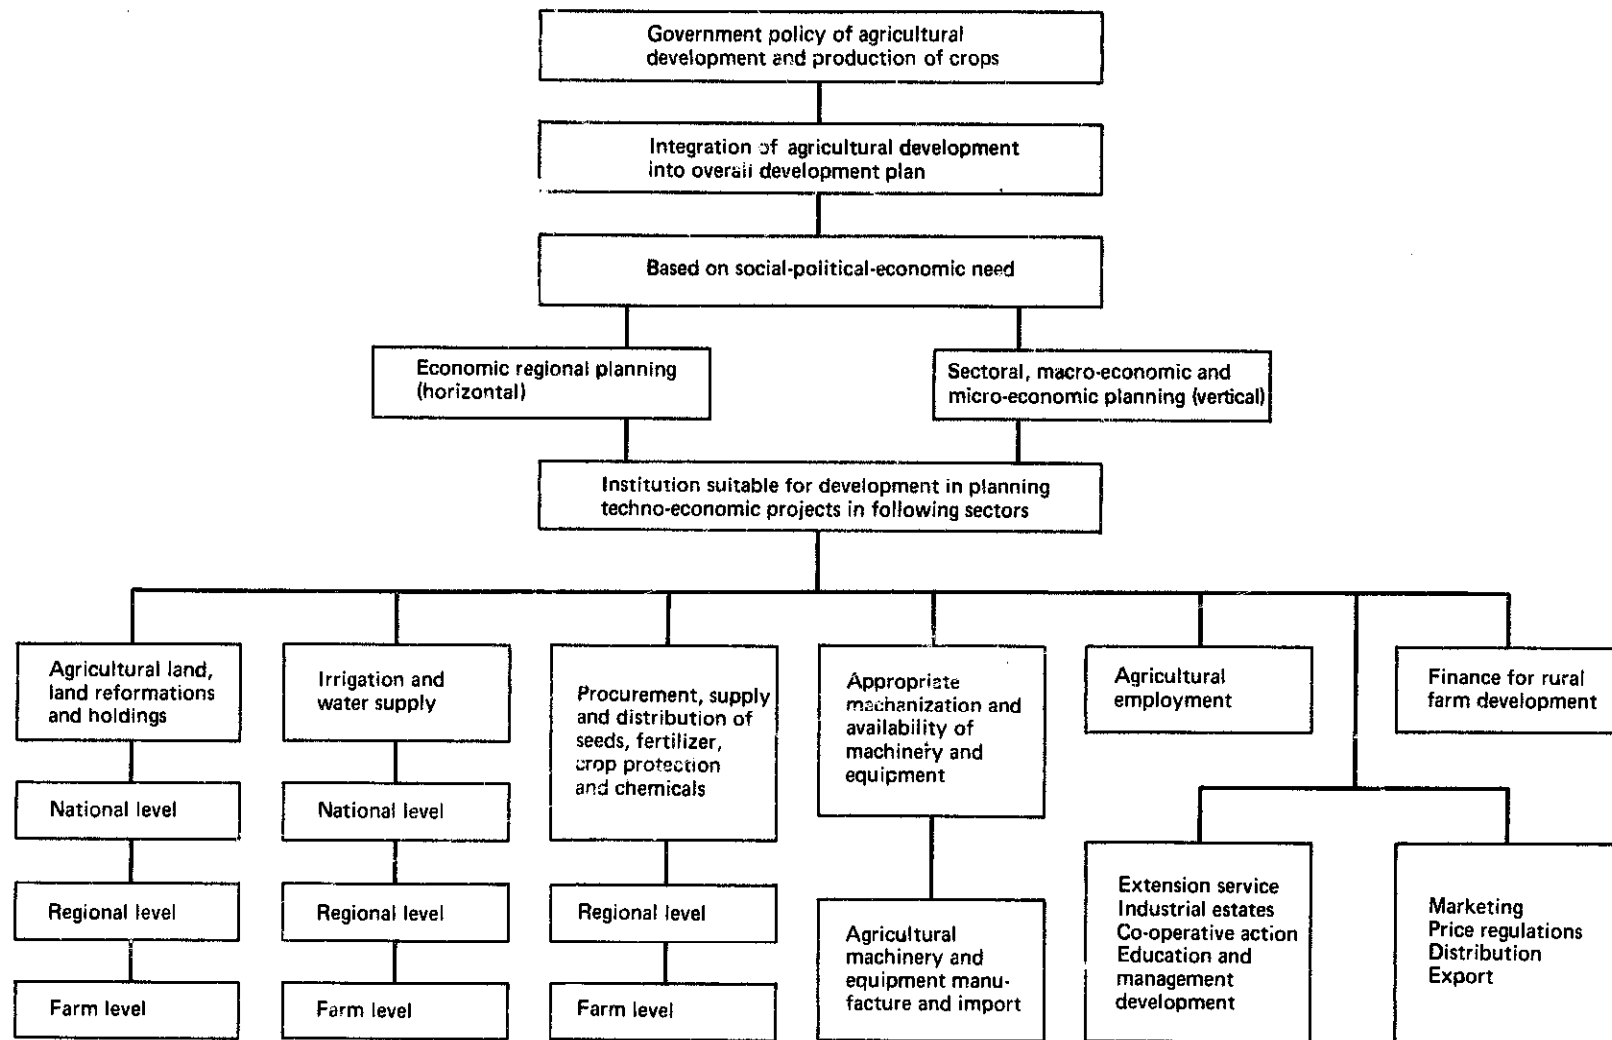 Government policy of agricultural
development and production of crops
Integration of agricultural development
into overall development plan
Based on social-political-economic need
Economic regional planning
(horizontal)
Sectoral, macro-economic and
micro-economic planning (vertical)
Institution suitable for development in planning
techno-economic projects in following sectors
Agricultural land,
land reformations
and holdings
National level
Regional level
Farm level
Irrigation and
water supply
National level
Regional level
Farm level
Procurement, supply
and distribution of
seeds, fertilizer,
crop protection
and chemicals
Regional level
Farm level
Appropriate
machanization and
availability of
machinery and
equipment
Agricultural
machinery and
equipment manu-
facture and import
Agricultural
employment
Finance for rural
farm development
Extension service
Industrial estates
Co-operative action
Education and
management
development
Marketing
Price regulations
Distribution
Export